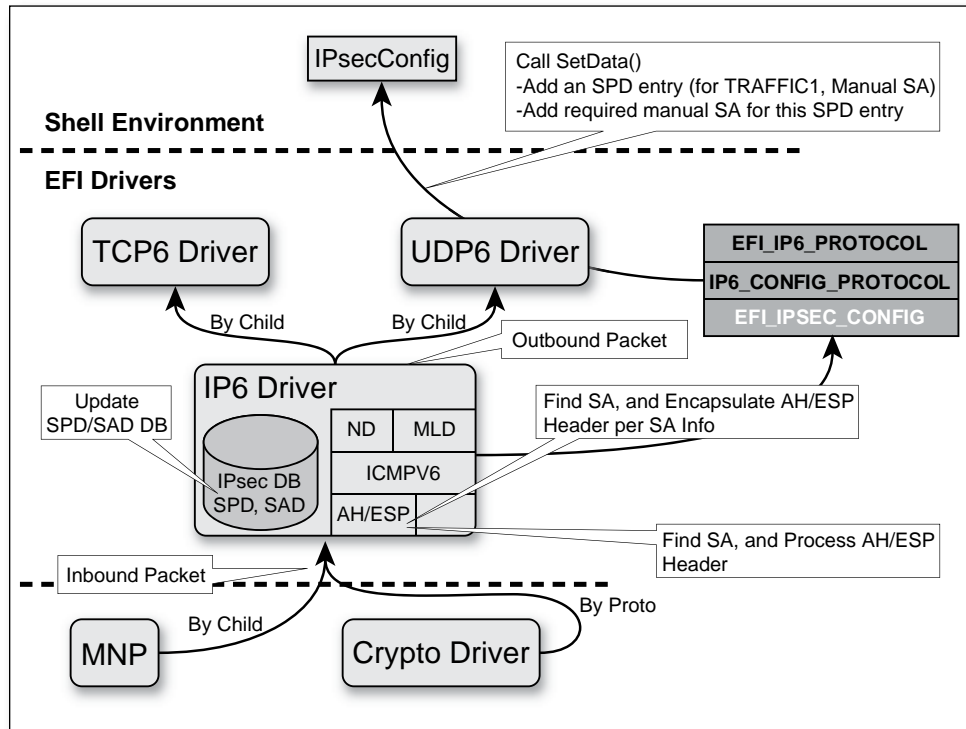 IPsecConfig
Call SetData()
-Add an SPD entry (for TRAFFIC1, Manual SA)
-Add required manual SA for this SPD entry
Shell Environment
EFI Drivers
TCP6 Driver
UDP6 Driver
EFI_IP6_PROTOCOL
IP6_CONFIG_PROTOCOL
EFI_IPSEC_CONFIG
By Child
By Child
Outbound Packet
IP6 Driver
Update
SPD/SAD DB
ND
MLD
Find SA, and Encapsulate AH/ESP
Header per SA Info
IPsec DB
SPD, SAD
ICMPV6
AH/ESP
Find SA, and Process AH/ESP
Header
Inbound Packet
By Child
By Proto
MNP
Crypto Driver